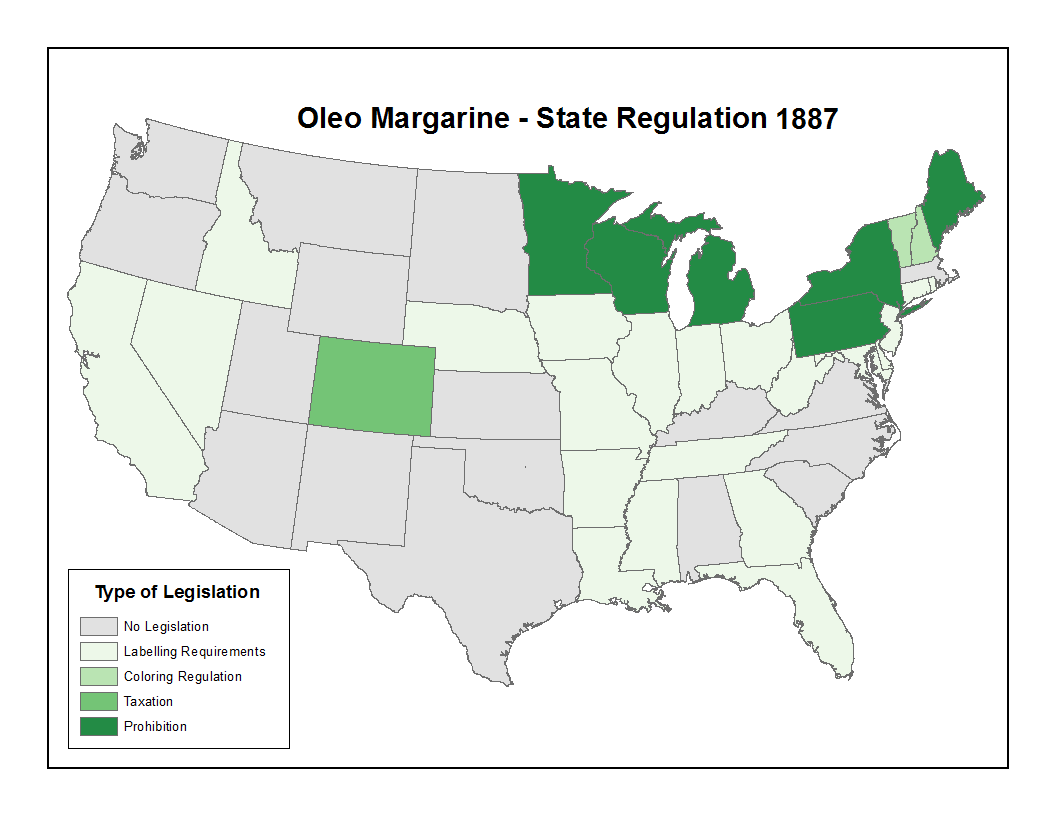 Oleo Margarine - State Regulation 1887
Type of Legislation
No Legislation
Labelling Requirements
Coloring Regulation
Taxation
Prohibition